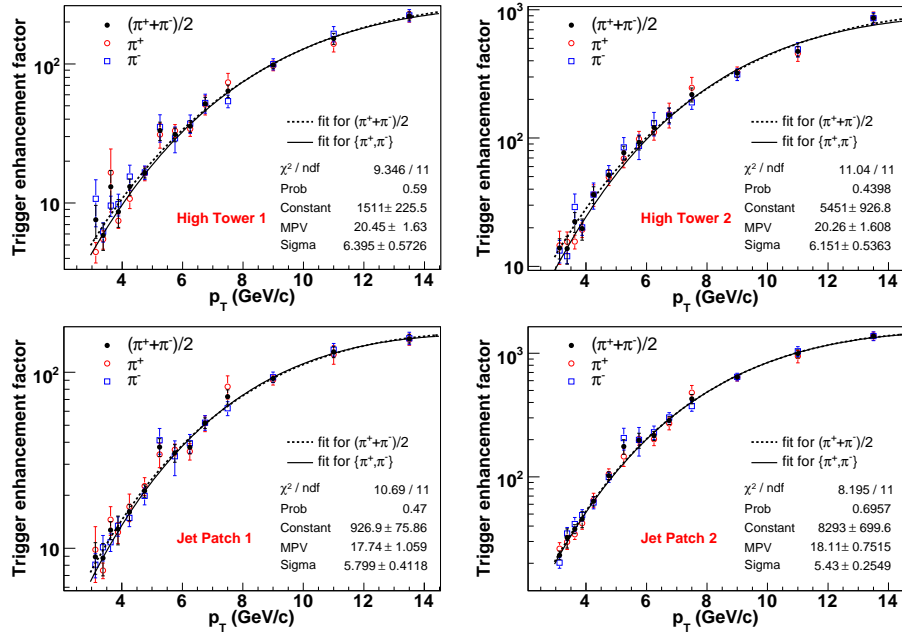 Trigger enhancement factor
10²
10
(π⁺+π⁻)/2
π⁺
π⁻
fit for (π⁺+π⁻)/2
fit for {π⁺,π⁻}
χ² / ndf 9.346 / 11
Prob 0.59
Constant 1511± 225.5
MPV 20.45± 1.63
Sigma 6.395± 0.5726
High Tower 1
4 6 8 10 12 14
p_T (GeV/c)
Trigger enhancement factor
10³
10²
10
(π⁺+π⁻)/2
π⁺
π⁻
fit for (π⁺+π⁻)/2
fit for {π⁺,π⁻}
χ² / ndf 11.04 / 11
Prob 0.4398
Constant 5451± 926.8
MPV 20.26± 1.608
Sigma 6.151± 0.5363
High Tower 2
4 6 8 10 12 14
p_T (GeV/c)
Trigger enhancement factor
10²
10
(π⁺+π⁻)/2
π⁺
π⁻
fit for (π⁺+π⁻)/2
fit for {π⁺,π⁻}
χ² / ndf 10.69 / 11
Prob 0.47
Constant 926.9± 75.86
MPV 17.74± 1.059
Sigma 5.799± 0.4118
Jet Patch 1
4 6 8 10 12 14
p_T (GeV/c)
Trigger enhancement factor
10³
10²
(π⁺+π⁻)/2
π⁺
π⁻
fit for (π⁺+π⁻)/2
fit for {π⁺,π⁻}
χ² / ndf 8.195 / 11
Prob 0.6957
Constant 8293± 699.6
MPV 18.11± 0.7515
Sigma 5.43± 0.2549
Jet Patch 2
4 6 8 10 12 14
p_T (GeV/c)